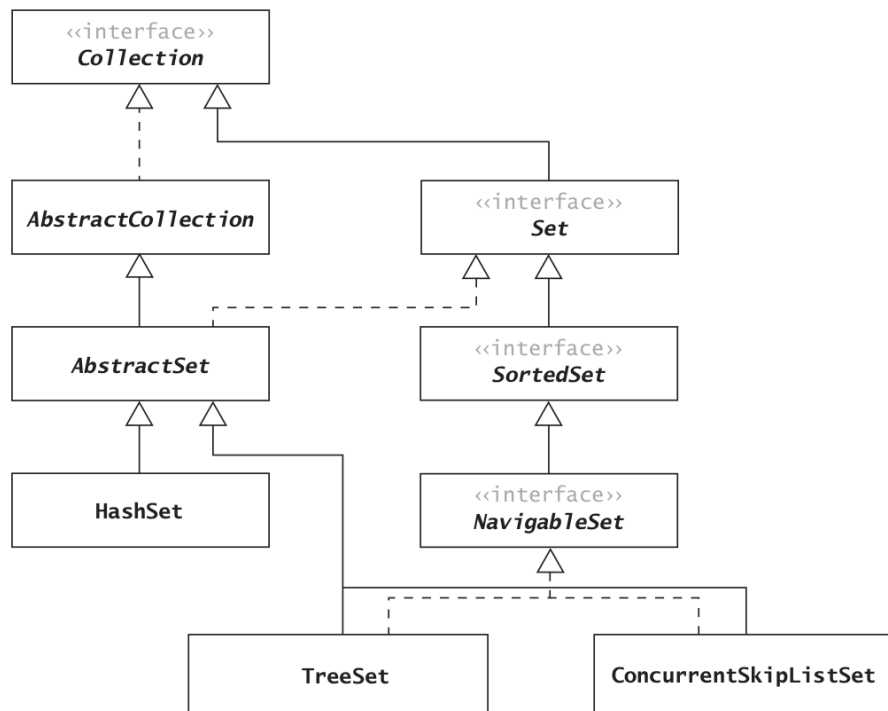 ‹‹interface››
Collection
AbstractCollection
‹‹interface››
Set
AbstractSet
‹‹interface››
SortedSet
HashSet
‹‹interface››
NavigableSet
TreeSet
ConcurrentSkipListSet